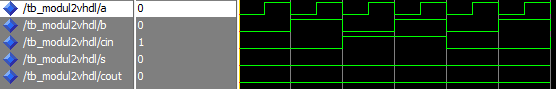 /tb_modul2vhdl/a 0
/tb_modul2vhdl/b 0
/tb_modul2vhdl/cin 1
/tb_modul2vhdl/s 0
/tb_modul2vhdl/cout 0